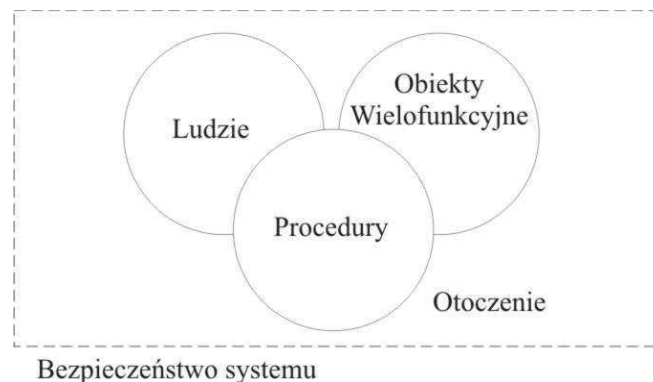 Ludzie
Obiekty
Wielofunkcyjne
Procedury
Otoczenie
Bezpieczeństwo systemu